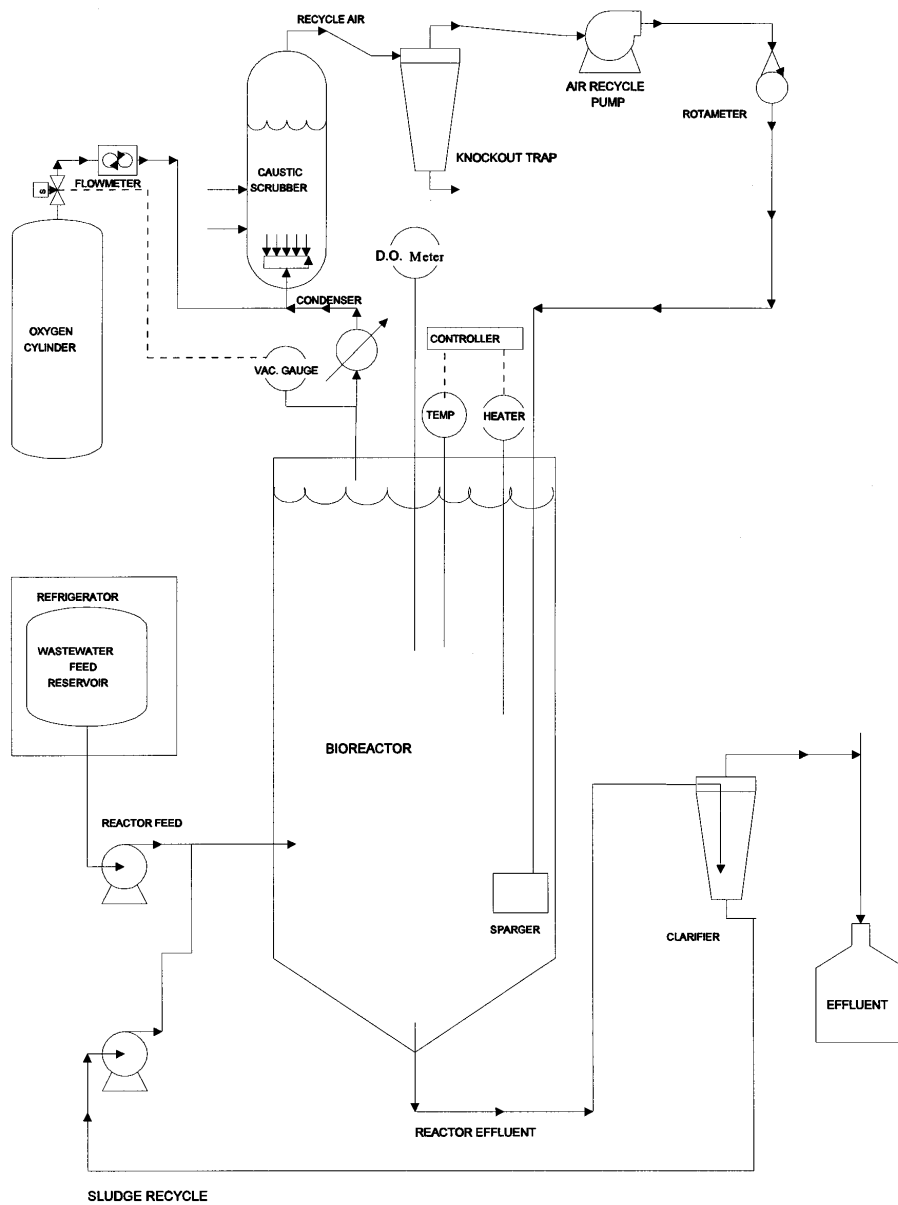 RECYCLE AIR
AIR RECYCLE
PUMP
ROTAMETER
KNOCKOUT TRAP
CAUSTIC
SCRUBBER
FLOWMETER
S
D.O. Meter
CONDENSER
OXYGEN
CYLINDER
CONTROLLER
VAC. GAUGE
TEMP
HEATER
REFRIGERATOR
WASTEWATER
FEED
RESERVOIR
BIOREACTOR
REACTOR FEED
SPARGER
CLARIFIER
EFFLUENT
REACTOR EFFLUENT
SLUDGE RECYCLE